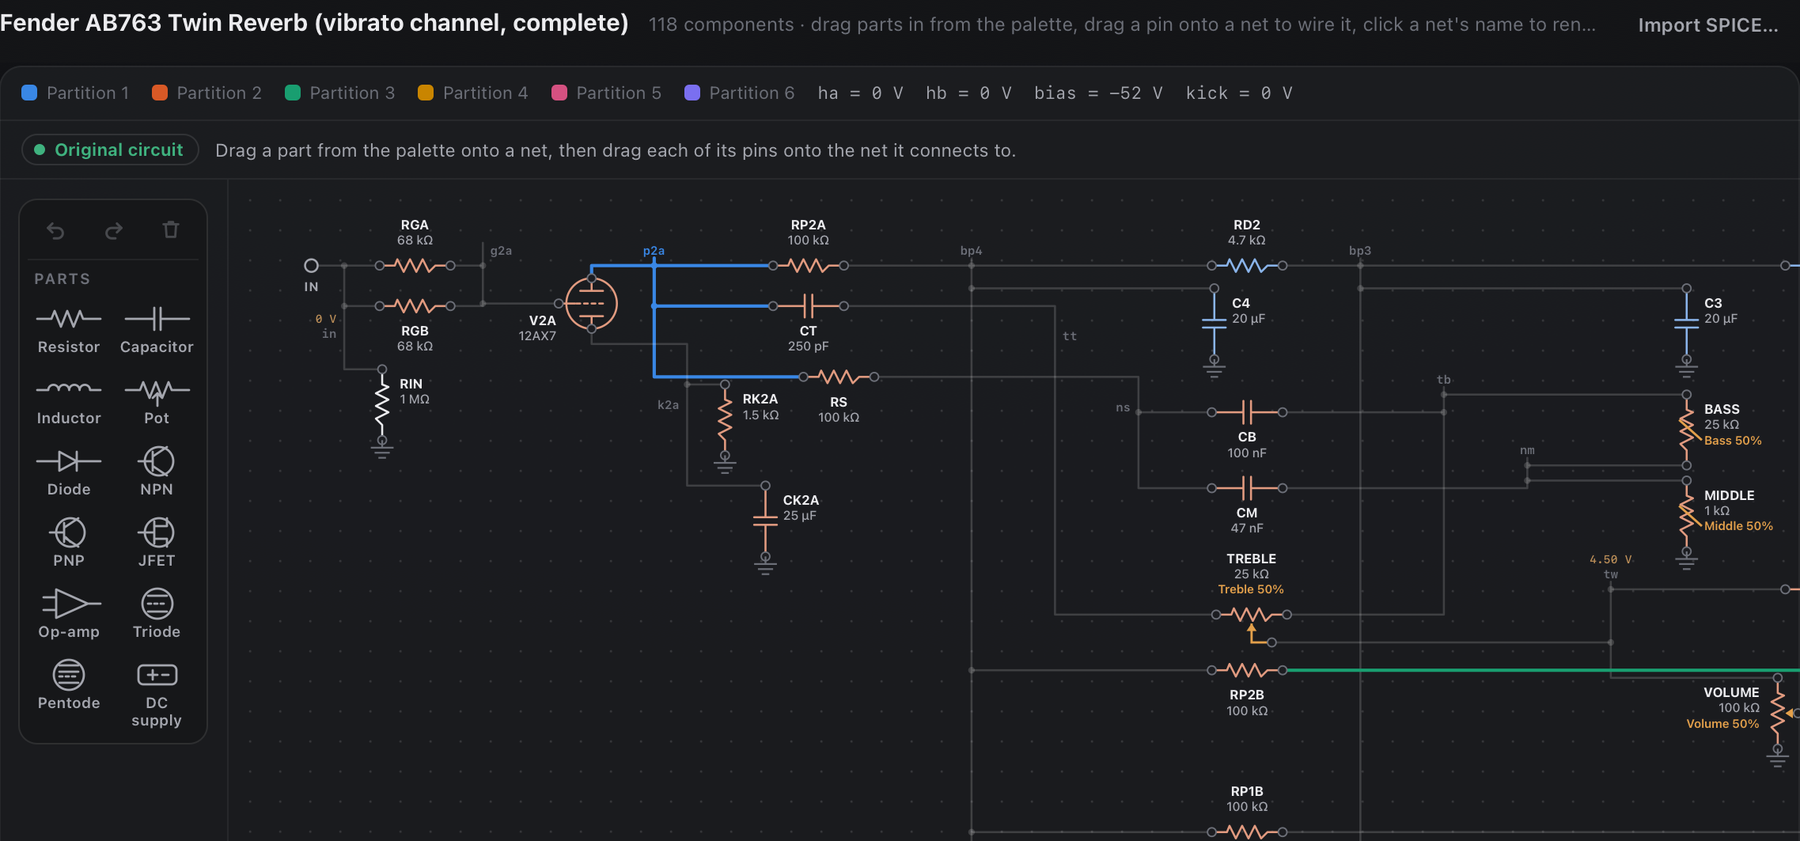 Fender AB763 Twin Reverb (vibrato channel, complete) 118 components · drag parts in from the palette, drag a pin onto a net to wire it, click a net's name to ren... Import SPICE...
Partition 1 Partition 2 Partition 3 Partition 4 Partition 5 Partition 6 ha = 0 V hb = 0 V bias = −52 V kick = 0 V
Original circuit Drag a part from the palette onto a net, then drag each of its pins onto the net it connects to.
PARTS
Resistor Capacitor
Inductor Pot
Diode NPN
PNP JFET
Op-amp Triode
Pentode DC
supply
RGA
68 kΩ
g2a
IN
0 V
in
RGB
68 kΩ
RIN
1 MΩ
V2A
12AX7
p2a
RP2A
100 kΩ
CT
250 pF
k2a
RK2A
1.5 kΩ
RS
100 kΩ
CK2A
25 µF
bp4
tt
ns
RD2
4.7 kΩ
C4
20 µF
CB
100 nF
CM
47 nF
TREBLE
25 kΩ
Treble 50%
RP2B
100 kΩ
RP1B
100 kΩ
bp3
tb
nm
C3
20 µF
BASS
25 kΩ
Bass 50%
MIDDLE
1 kΩ
Middle 50%
4.50 V
tw
VOLUME
100 kΩ
Volume 50%